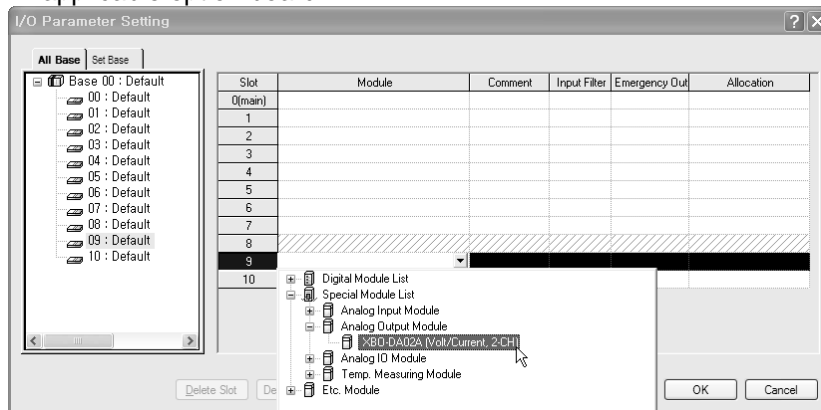 I/O Parameter Setting
All Base Set Base
Base 00 : Default
00 : Default
01 : Default
02 : Default
03 : Default
04 : Default
05 : Default
06 : Default
07 : Default
08 : Default
09 : Default
10 : Default
Slot Module Comment Input Filter Emergency Out Allocation
0(main)
1
2
3
4
5
6
7
8
9
10
Digital Module List
Special Module List
Analog Input Module
Analog Output Module
XBO-DA02A (Volt/Current, 2-CH)
Analog IO Module
Temp. Measuring Module
Etc. Module
Delete Slot De OK Cancel